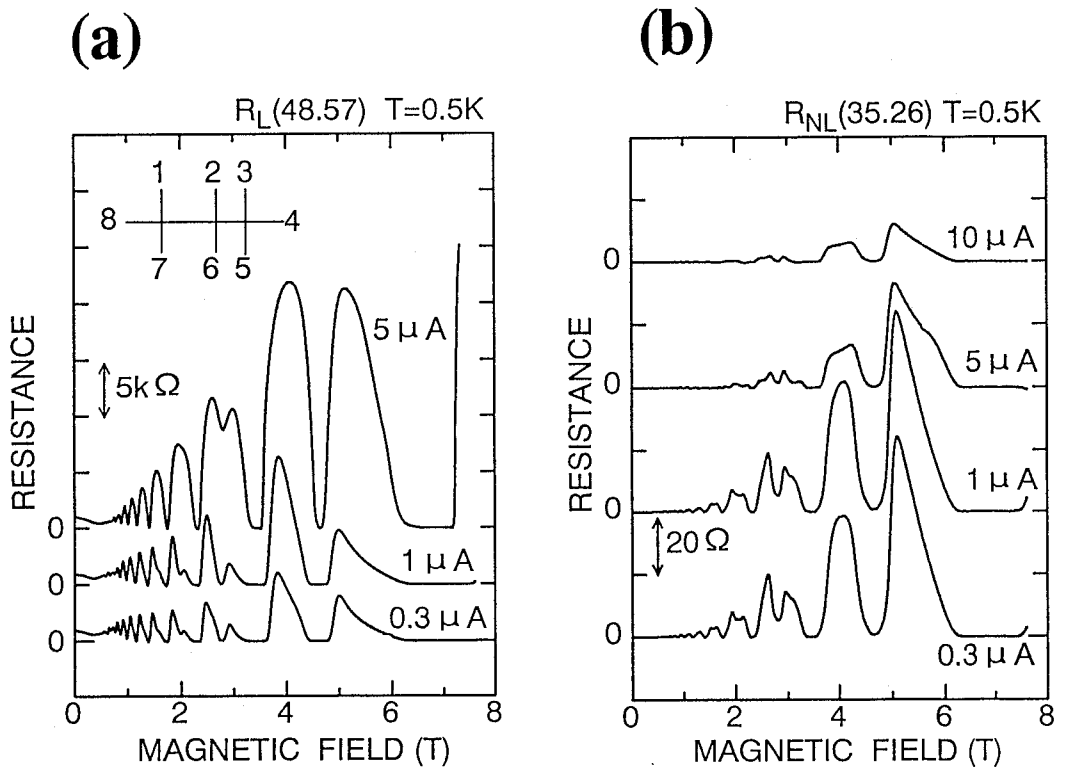 (a)
R_L(48.57) T=0.5K
1 2 3
8 4
7 6 5
5 μ A
5k Ω
0
1 μ A
0
0.3 μ A
0
RESISTANCE
0 2 4 6 8
MAGNETIC FIELD (T)
(b)
R_NL(35.26) T=0.5K
10 μ A
0
5 μ A
0
1 μ A
0
20 Ω
0
0.3 μ A
RESISTANCE
0 2 4 6 8
MAGNETIC FIELD (T)